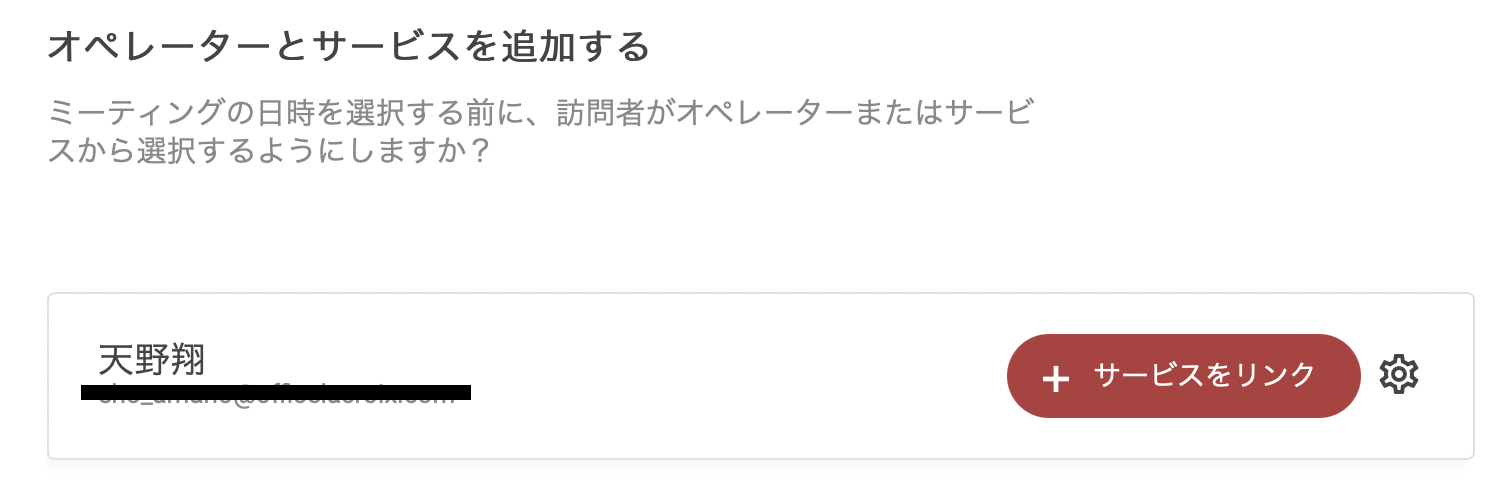 オペレーターとサービスを追加する
ミーティングの日時を選択する前に、訪問者がオペレーターまたはサービ
スから選択するようにしますか？
天野翔
+ サービスをリンク